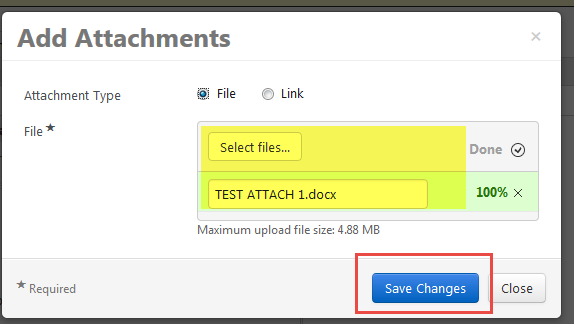 Add Attachments ×
Attachment Type File Link
File ★
Select files... Done
TEST ATTACH 1.docx 100% ×
Maximum upload file size: 4.88 MB
★ Required Save Changes Close